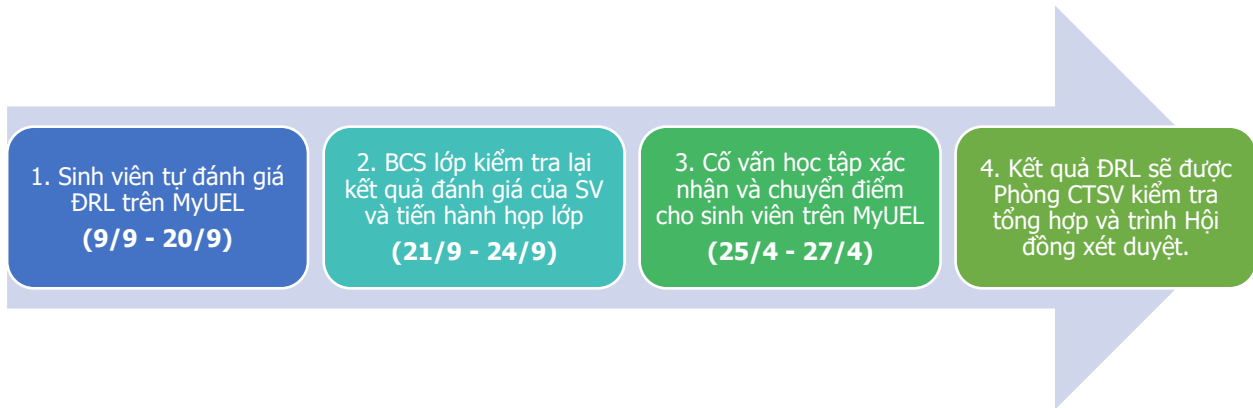 1. Sinh viên tự đánh giá
ĐRL trên MyUEL
(9/9 - 20/9)
2. BCS lớp kiểm tra lại
kết quả đánh giá của SV
và tiến hành họp lớp
(21/9 - 24/9)
3. Cố vấn học tập xác
nhận và chuyển điểm
cho sinh viên trên MyUEL
(25/4 - 27/4)
4. Kết quả ĐRL sẽ được
Phòng CTSV kiểm tra
tổng hợp và trình Hội
đồng xét duyệt.